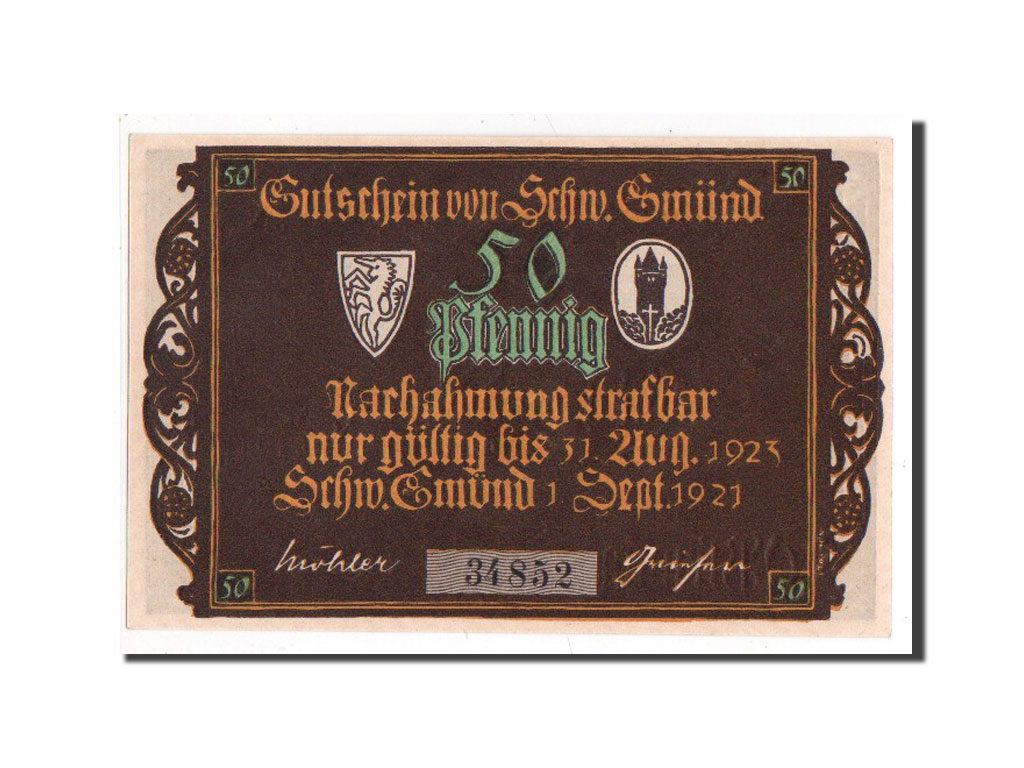 50 50
Gutschein von Schw. Gmünd
50
Pfennig
Nachahmung strafbar
nur gültig bis 31. Aug. 1923
Schw. Gmünd 1. Sept. 1921
Möhler 34852
50 50